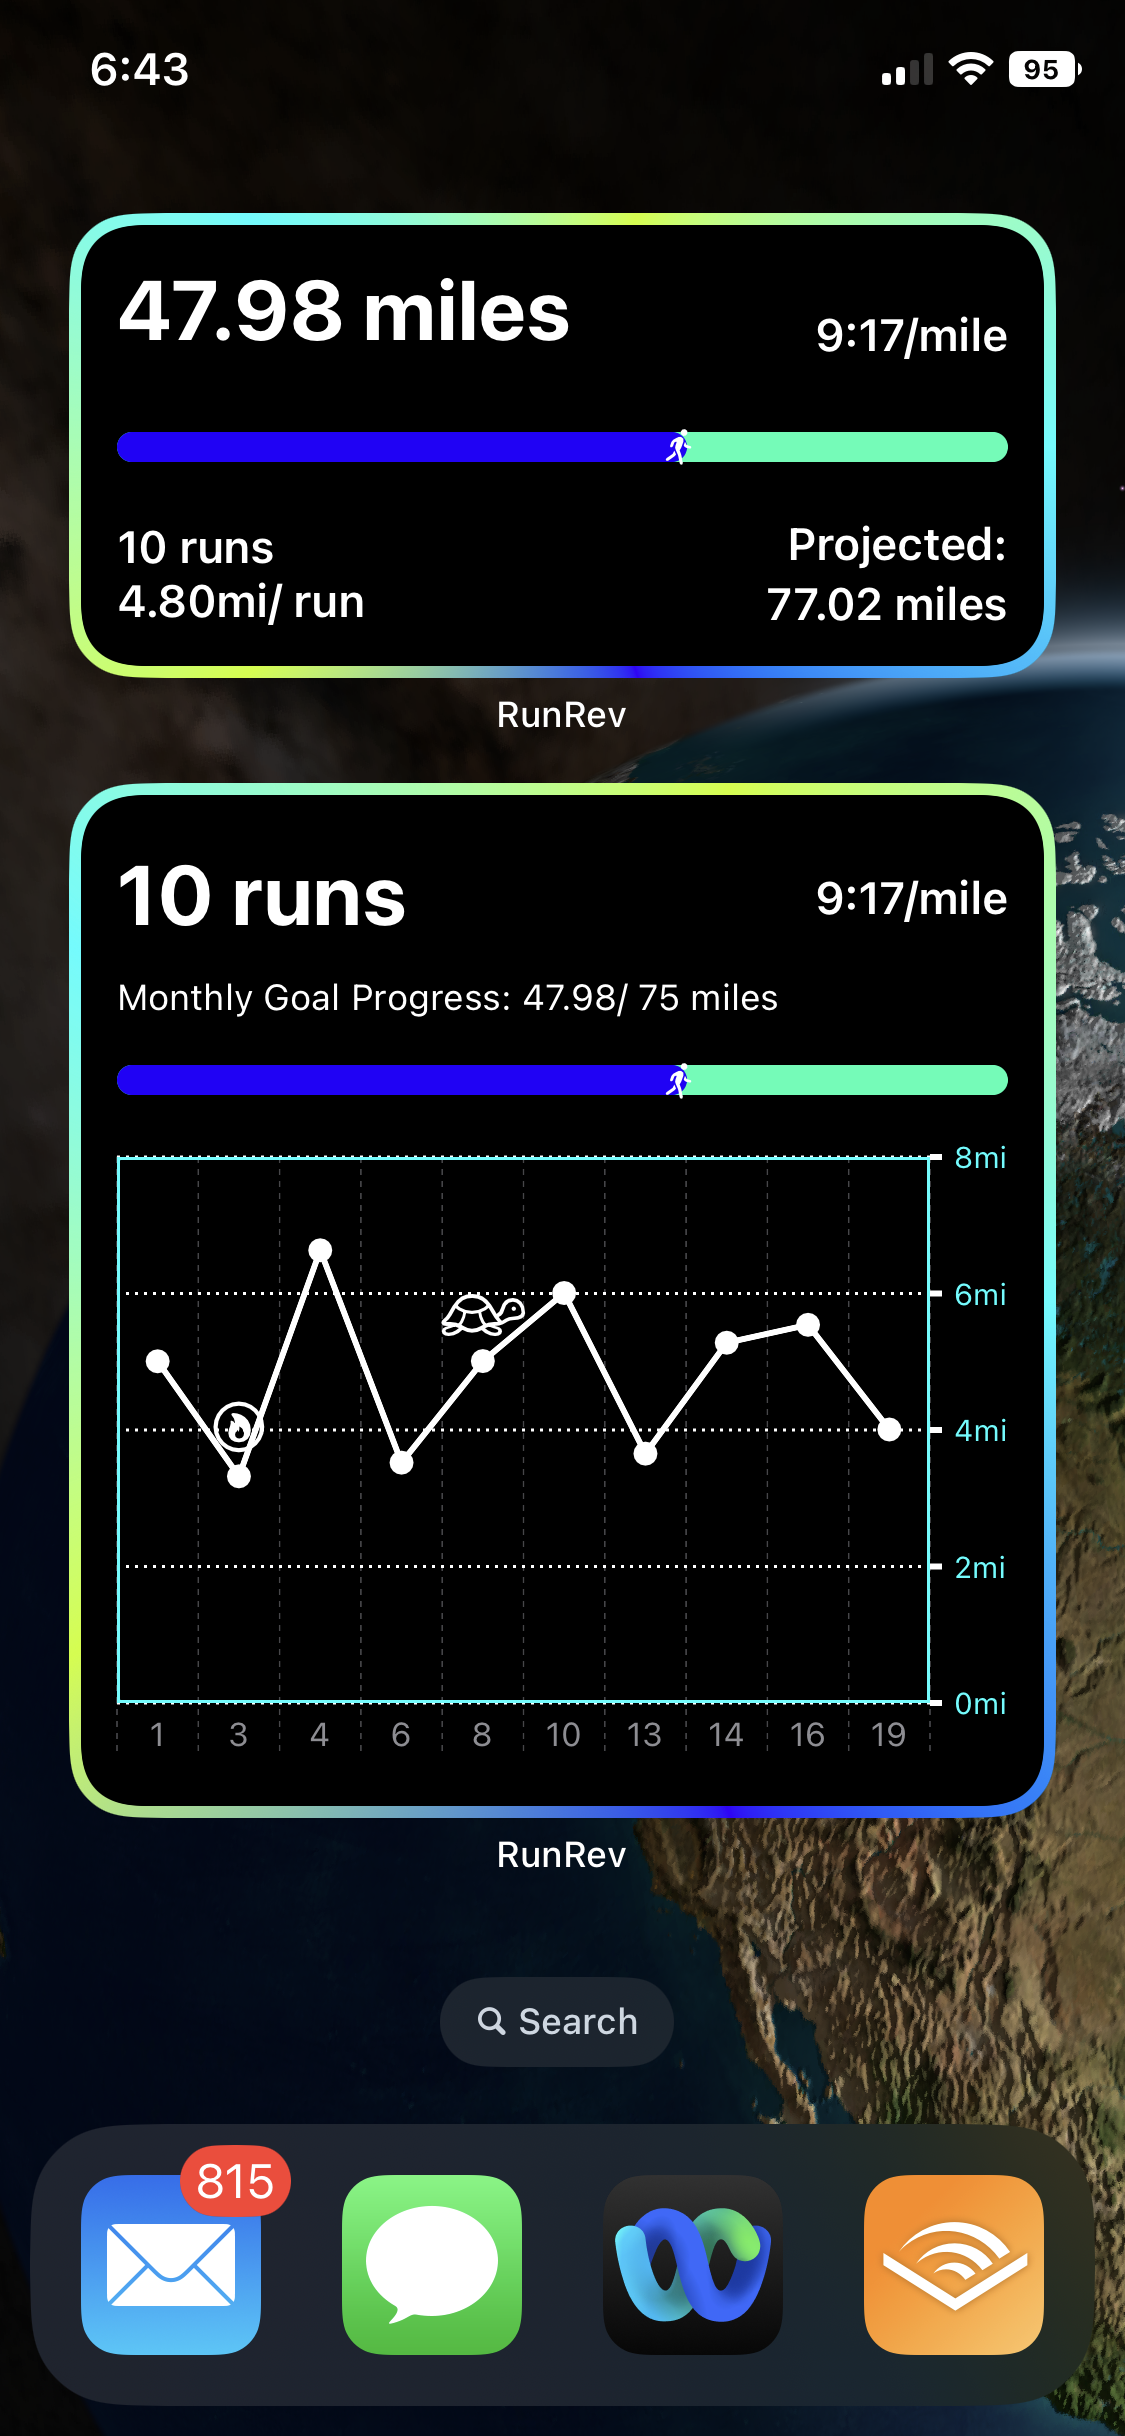 6:43
95
47.98 miles
9:17/mile
10 runs
4.80mi/ run
Projected:
77.02 miles
RunRev
10 runs
9:17/mile
Monthly Goal Progress: 47.98/ 75 miles
8mi
6mi
4mi
2mi
0mi
1 3 4 6 8 10 13 14 16 19
RunRev
Search
815